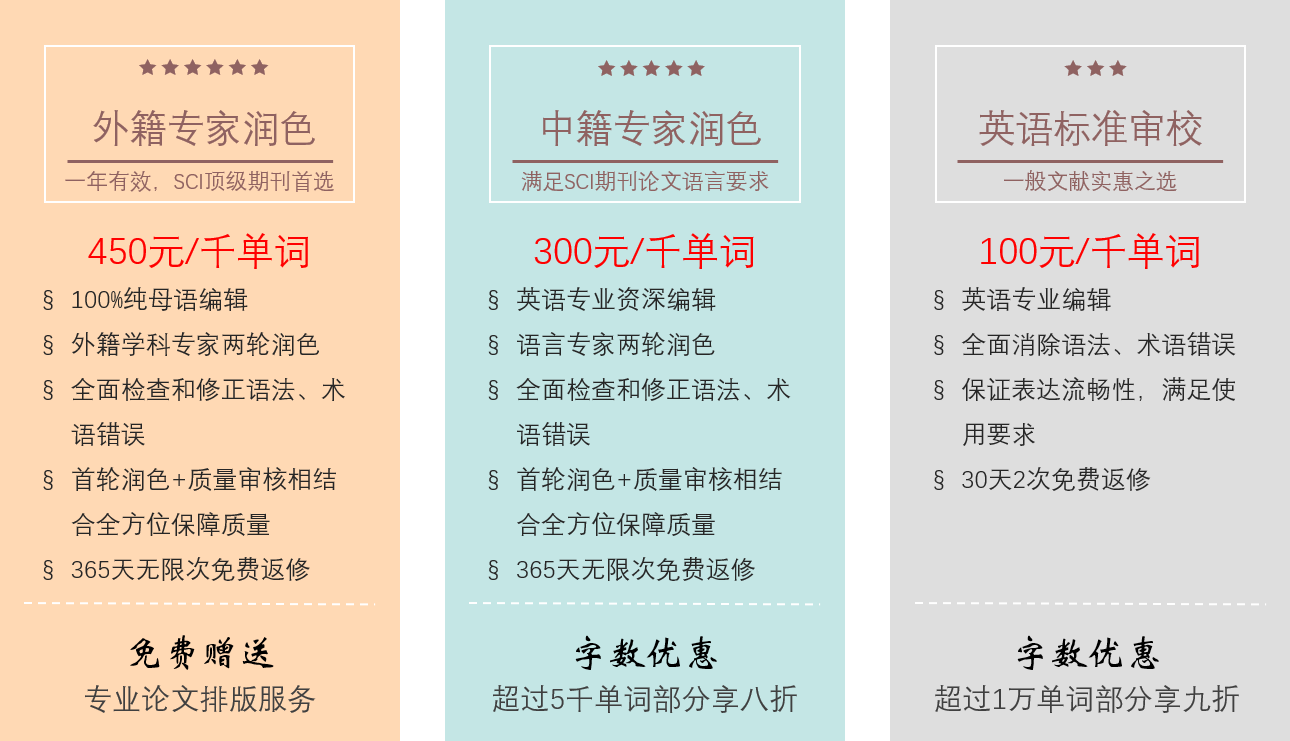 外籍专家润色
一年有效，SCI顶级期刊首选
450元/千单词
§ 100%纯母语编辑
§ 外籍学科专家两轮润色
§ 全面检查和修正语法、术
语错误
§ 首轮润色+质量审核相结
合全方位保障质量
§ 365天无限次免费返修
免费赠送
专业论文排版服务
中籍专家润色
满足SCI期刊论文语言要求
300元/千单词
§ 英语专业资深编辑
§ 语言专家两轮润色
§ 全面检查和修正语法、术
语错误
§ 首轮润色+质量审核相结
合全方位保障质量
§ 365天无限次免费返修
字数优惠
超过5千单词部分享八折
英语标准审校
一般文献实惠之选
100元/千单词
§ 英语专业编辑
§ 全面消除语法、术语错误
§ 保证表达流畅性，满足使
用要求
§ 30天2次免费返修
字数优惠
超过1万单词部分享九折